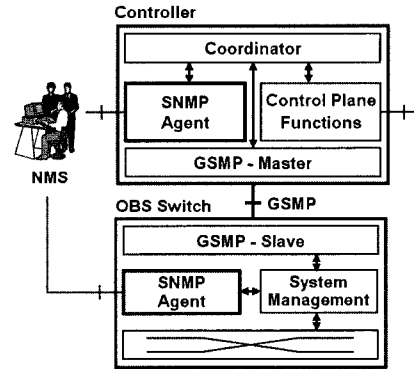 Controller
Coordinator
SNMP
Agent
Control Plane
Functions
GSMP - Master
NMS
GSMP
OBS Switch
GSMP - Slave
SNMP
Agent
System
Management